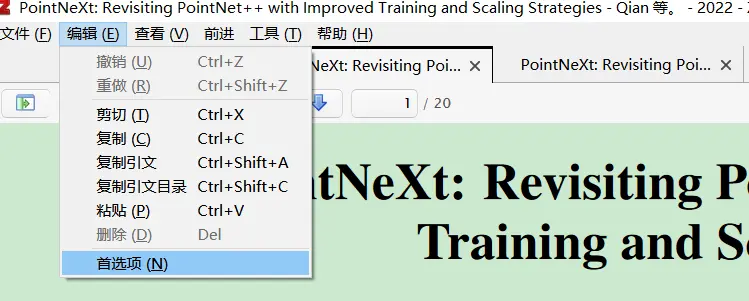 PointNeXt: Revisiting PointNet++ with Improved Training and Scaling Strategies - Qian 等。 - 2022 -
文件 (F) 编辑 (E) 查看 (V) 前进 工具 (T) 帮助 (H)
NeXt: Revisiting Poi... × PointNeXt: Revisiting Poi... ×
撤销 (U) Ctrl+Z
重做 (R) Ctrl+Shift+Z
1 / 20
剪切 (T) Ctrl+X
复制 (C) Ctrl+C
复制引文 Ctrl+Shift+A
复制引文目录 Ctrl+Shift+C
粘贴 (P) Ctrl+V
删除 (D) Del
首选项 (N)
ntNeXt: Revisiting P
Training and S